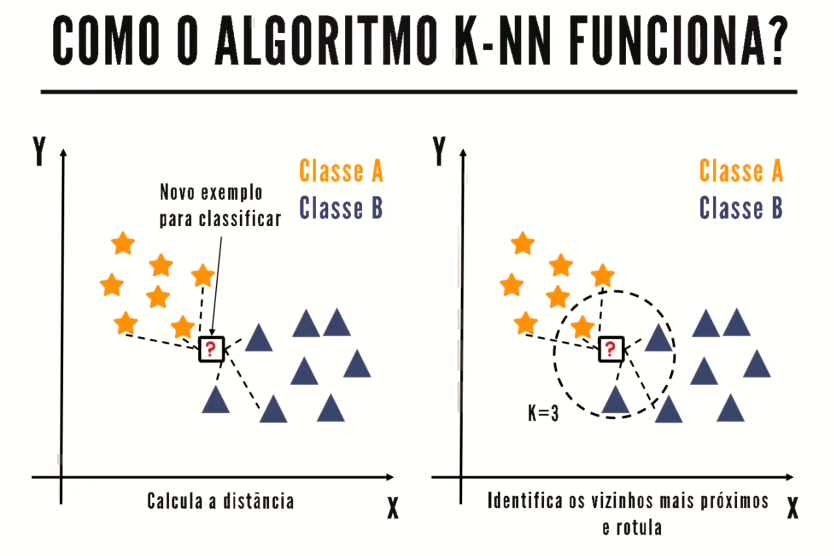 COMO O ALGORITMO K-NN FUNCIONA?
Y
Classe A
Classe B
Novo exemplo
para classificar
?
X
Calcula a distância
Y
Classe A
Classe B
?
K=3
X
Identifica os vizinhos mais próximos
e rotula